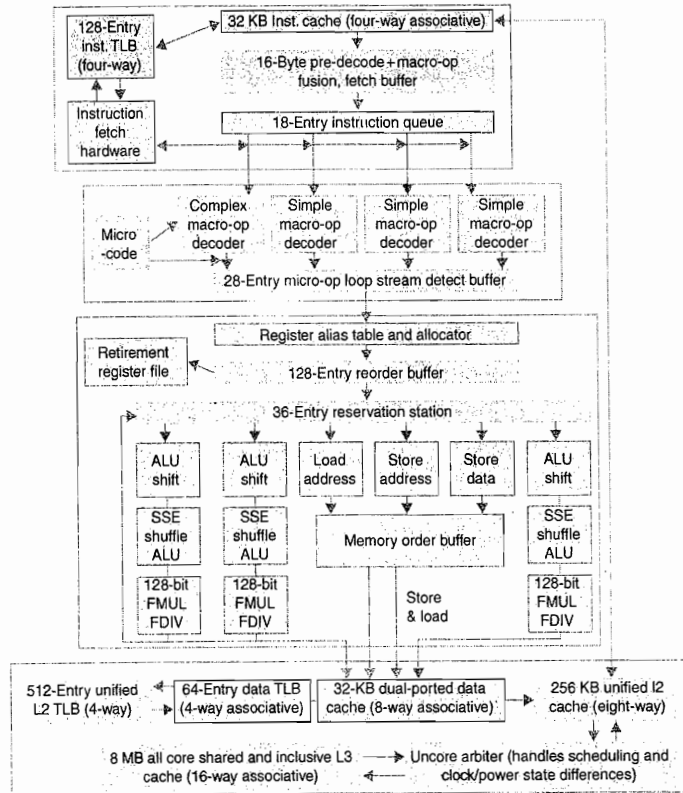 128-Entry
inst. TLB
(four-way)
32 KB Inst. cache (four-way associative)
16-Byte pre-decode+macro-op
fusion, fetch buffer
Instruction
fetch
hardware
18-Entry instruction queue
Micro
-code
Complex
macro-op
decoder
Simple
macro-op
decoder
Simple
macro-op
decoder
Simple
macro-op
decoder
28-Entry micro-op loop stream detect buffer
Register alias table and allocator
Retirement
register file
128-Entry reorder buffer
36-Entry reservation station
ALU
shift
ALU
shift
Load
address
Store
address
Store
data
ALU
shift
SSE
shuffle
ALU
SSE
shuffle
ALU
Memory order buffer
SSE
shuffle
ALU
128-bit
FMUL
FDIV
128-bit
FMUL
FDIV
Store
& load
128-bit
FMUL
FDIV
512-Entry unified
L2 TLB (4-way)
64-Entry data TLB
(4-way associative)
32-KB dual-ported data
cache (8-way associative)
256 KB unified l2
cache (eight-way)
8 MB all core shared and inclusive L3
cache (16-way associative)
Uncore arbiter (handles scheduling and
clock/power state differences)